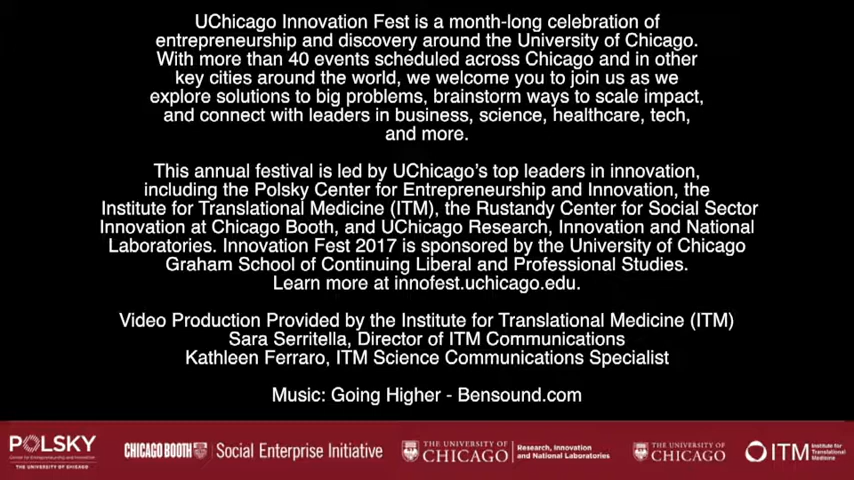 UChicago Innovation Fest is a month-long celebration of
entrepreneurship and discovery around the University of Chicago.
With more than 40 events scheduled across Chicago and in other
key cities around the world, we welcome you to join us as we
explore solutions to big problems, brainstorm ways to scale impact,
and connect with leaders in business, science, healthcare, tech,
and more.
This annual festival is led by UChicago's top leaders in innovation,
including the Polsky Center for Entrepreneurship and Innovation, the
Institute for Translational Medicine (ITM), the Rustandy Center for Social Sector
Innovation at Chicago Booth, and UChicago Research, Innovation and National
Laboratories. Innovation Fest 2017 is sponsored by the University of Chicago
Graham School of Continuing Liberal and Professional Studies.
Learn more at innofest.uchicago.edu.
Video Production Provided by the Institute for Translational Medicine (ITM)
Sara Serritella, Director of ITM Communications
Kathleen Ferraro, ITM Science Communications Specialist
Music: Going Higher - Bensound.com
POLSKY
Center for Entrepreneurship and Innovation
THE UNIVERSITY OF CHICAGO
CHICAGO BOOTH
Social Enterprise Initiative
THE UNIVERSITY OF
CHICAGO
Research, Innovation
and National Laboratories
THE UNIVERSITY OF
CHICAGO
ITM
Institute for
Translational
Medicine